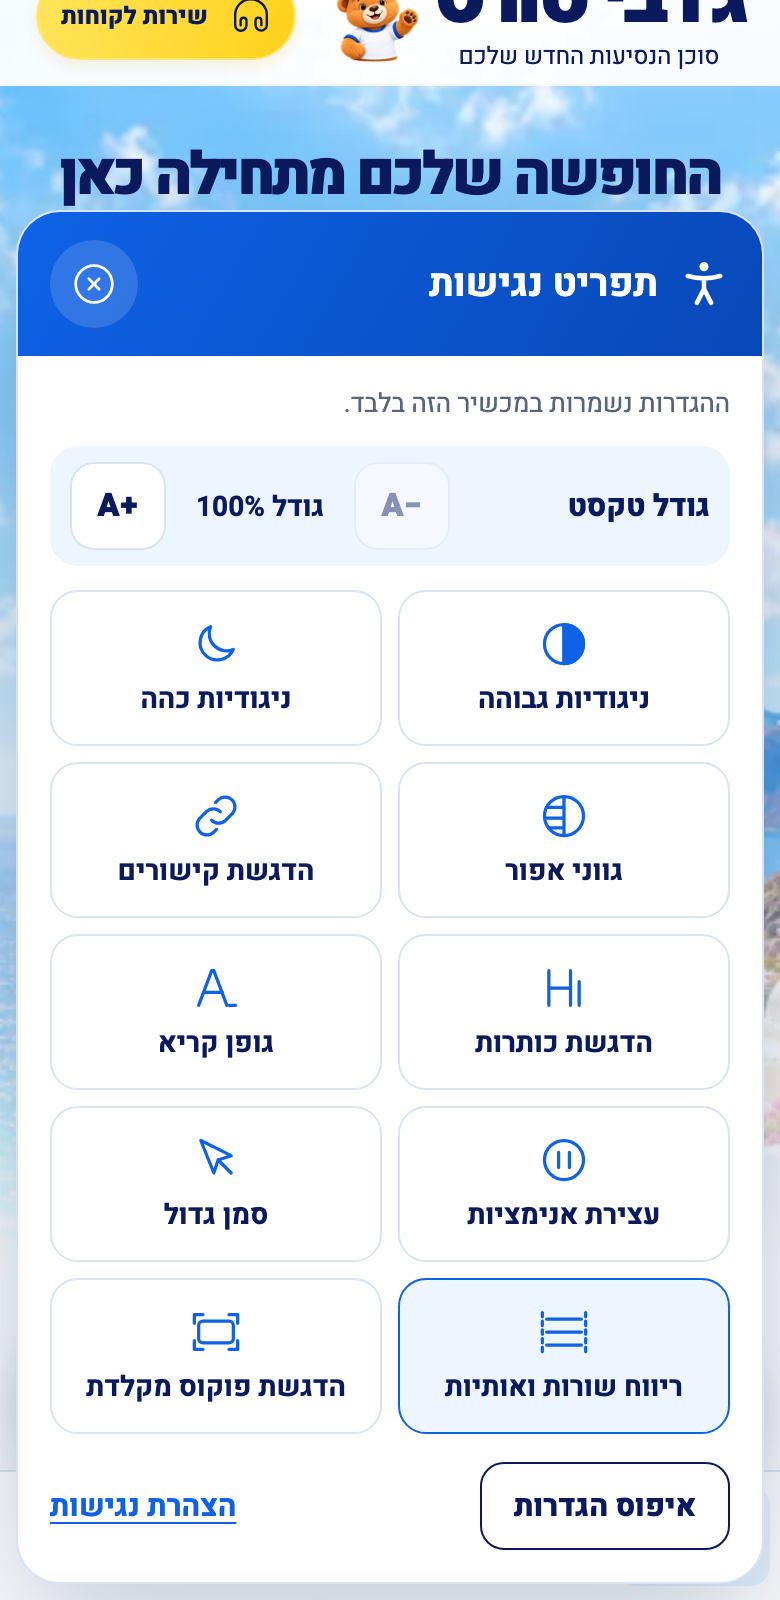 שירות לקוחות
סוכן הנסיעות החדש שלכם
החופשה שלכם מתחילה כאן
תפריט נגישות
ההגדרות נשמרות במכשיר הזה בלבד.
גודל טקסט
A−
גודל 100%
A+
ניגודיות גבוהה
ניגודיות כהה
גווני אפור
הדגשת קישורים
הדגשת כותרות
גופן קריא
עצירת אנימציות
סמן גדול
ריווח שורות ואותיות
הדגשת פוקוס מקלדת
איפוס הגדרות
הצהרת נגישות